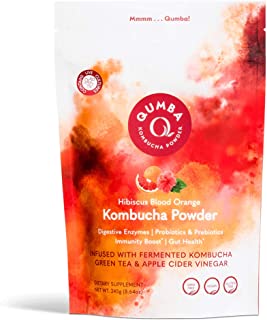 Mmmm ...Qumba!
QUMBA
KOMBUCHA POWDER
Q
Hibiscus Blood Orange
Kombucha Powder
Digestive Enzymes | Probiotics & Prebiotics
Immunity Boost* | Gut Health*
INFUSED WITH FERMENTED KOMBUCHA
GREEN TEA & APPLE CIDER VINEGAR
DIETARY SUPPLEMENT